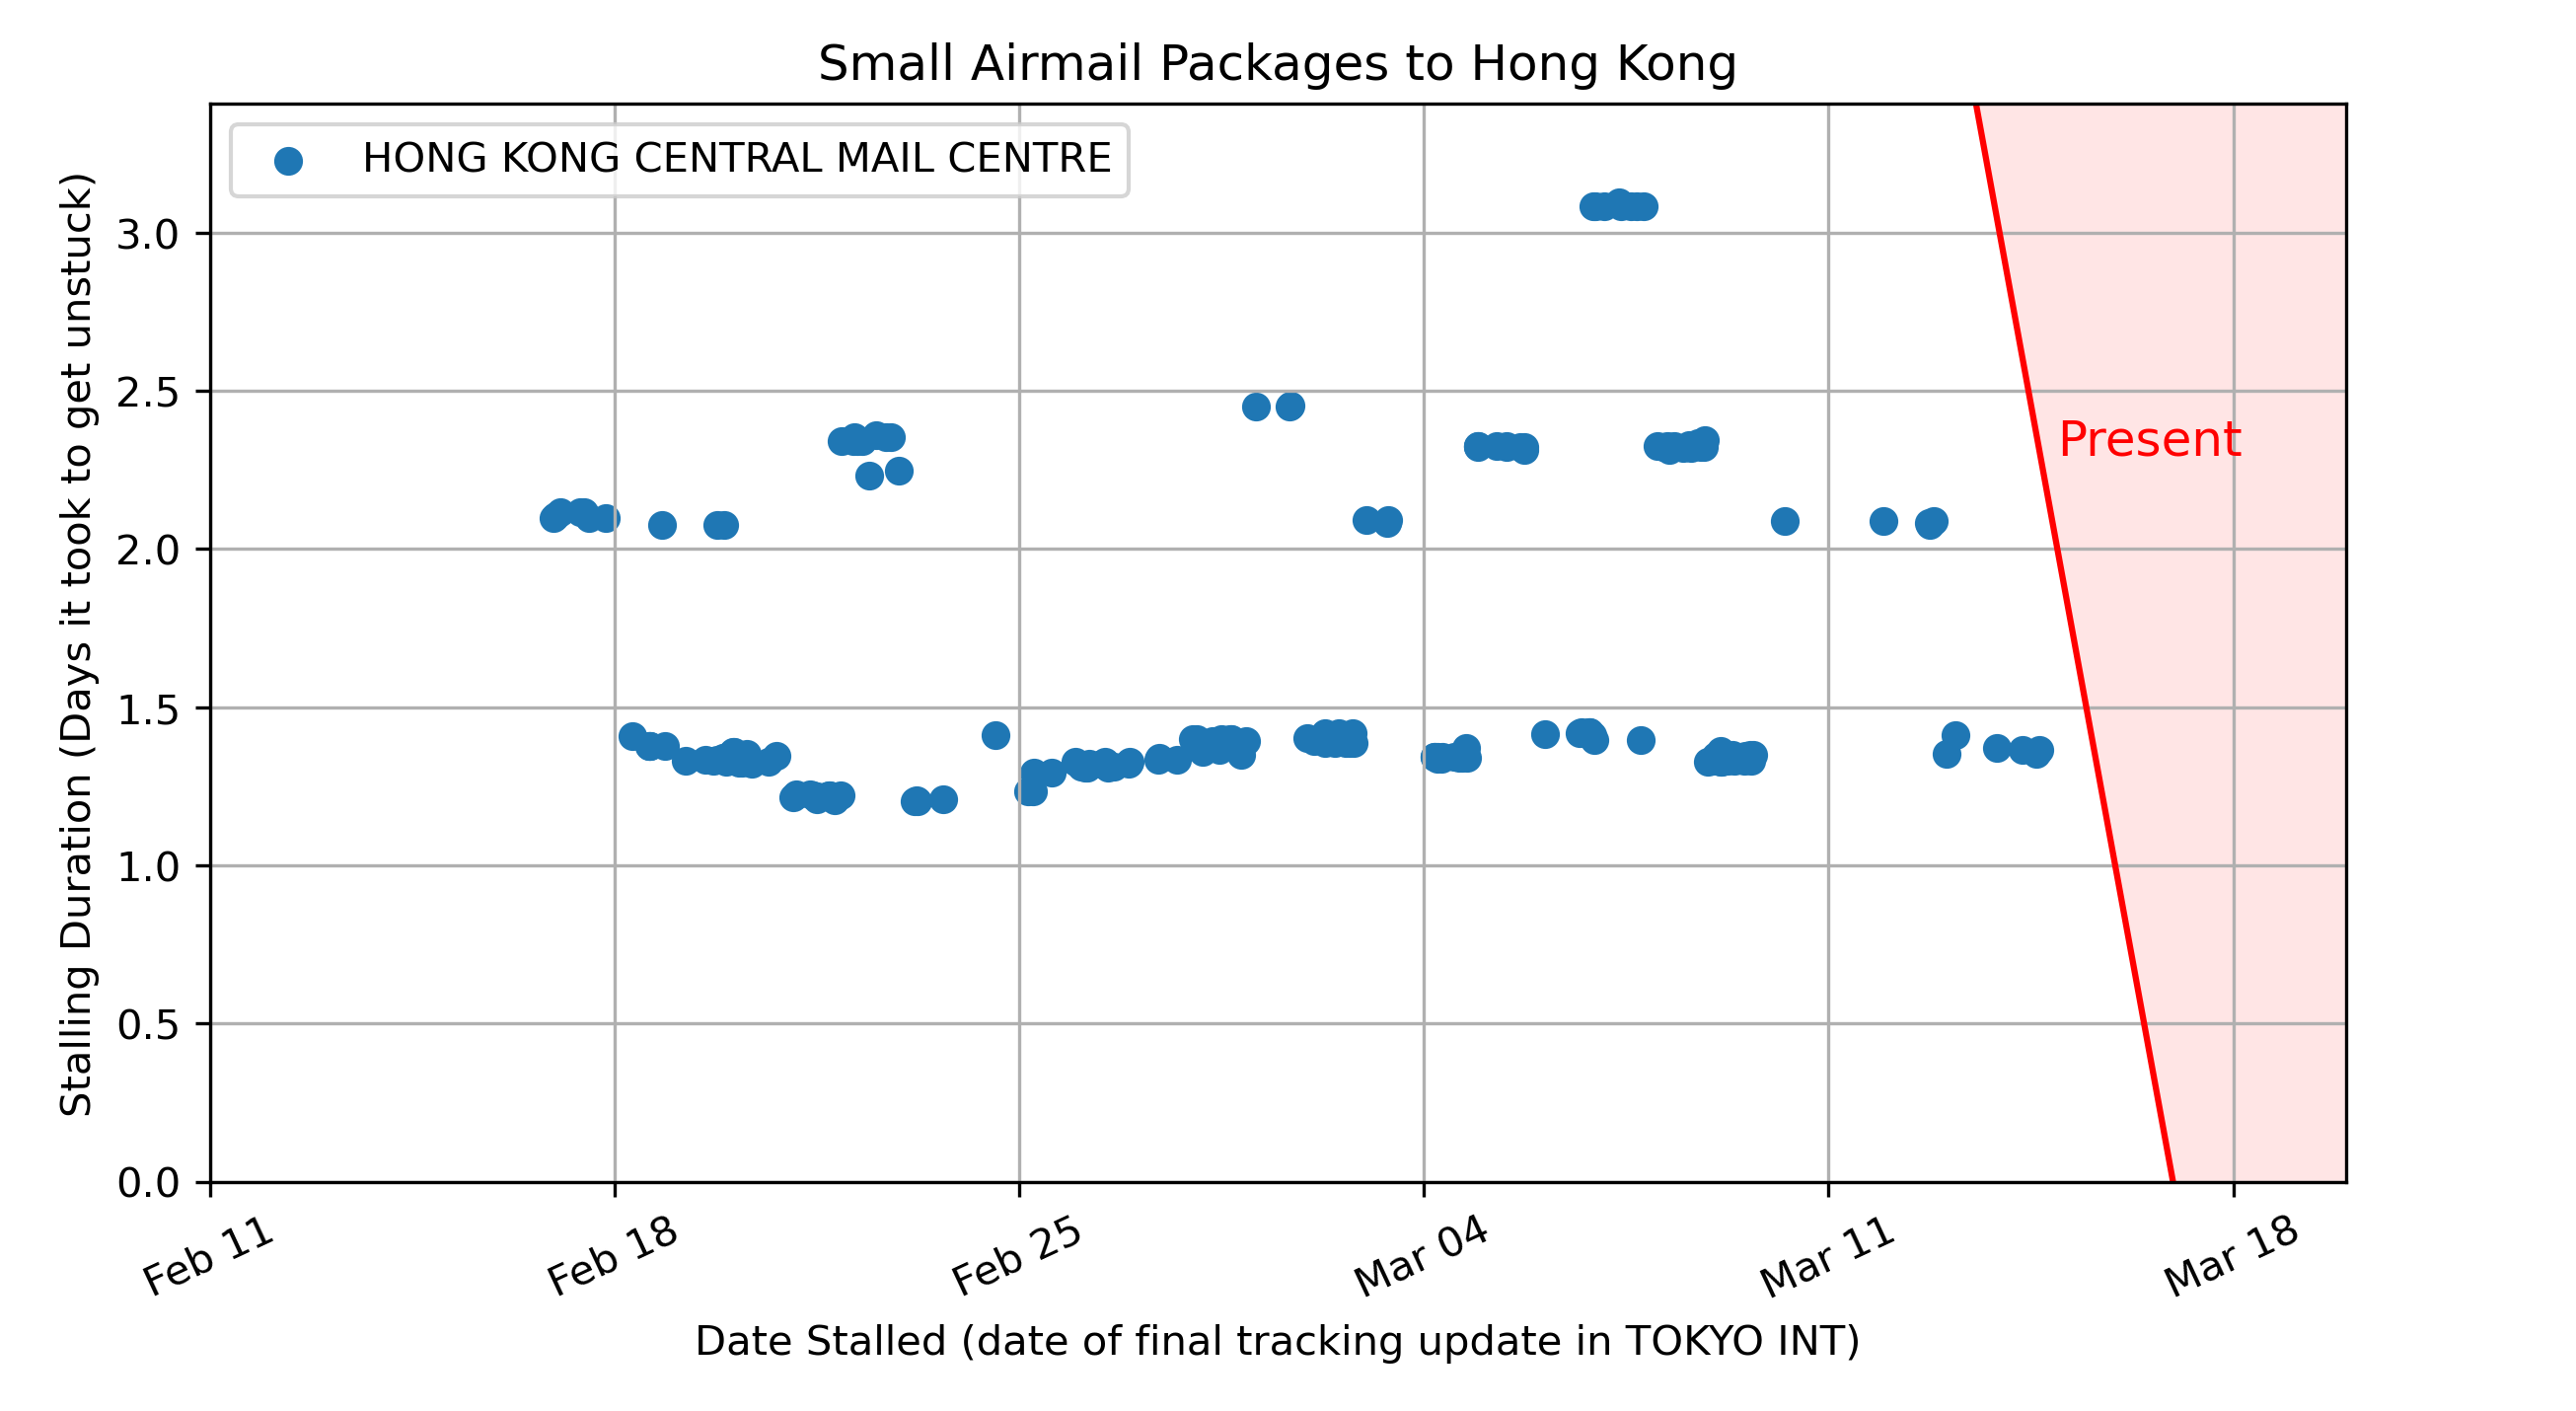 Small Airmail Packages to Hong Kong
HONG KONG CENTRAL MAIL CENTRE
Stalling Duration (Days it took to get unstuck)
3.0
2.5
2.0
1.5
1.0
0.5
0.0
Present
Feb 11
Feb 18
Feb 25
Mar 04
Mar 11
Mar 18
Date Stalled (date of final tracking update in TOKYO INT)